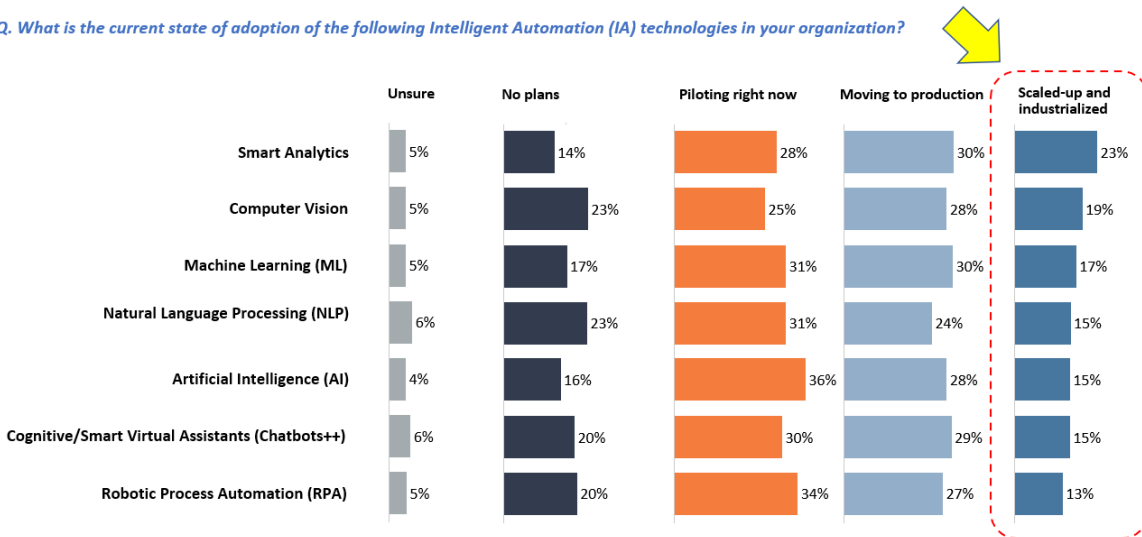 Q. What is the current state of adoption of the following Intelligent Automation (IA) technologies in your organization?
Unsure No plans Piloting right now Moving to production Scaled-up and
industrialized
Smart Analytics 5% 14% 28% 30% 23%
Computer Vision 5% 23% 25% 28% 19%
Machine Learning (ML) 5% 17% 31% 30% 17%
Natural Language Processing (NLP) 6% 23% 31% 24% 15%
Artificial Intelligence (AI) 4% 16% 36% 28% 15%
Cognitive/Smart Virtual Assistants (Chatbots++) 6% 20% 30% 29% 15%
Robotic Process Automation (RPA) 5% 20% 34% 27% 13%